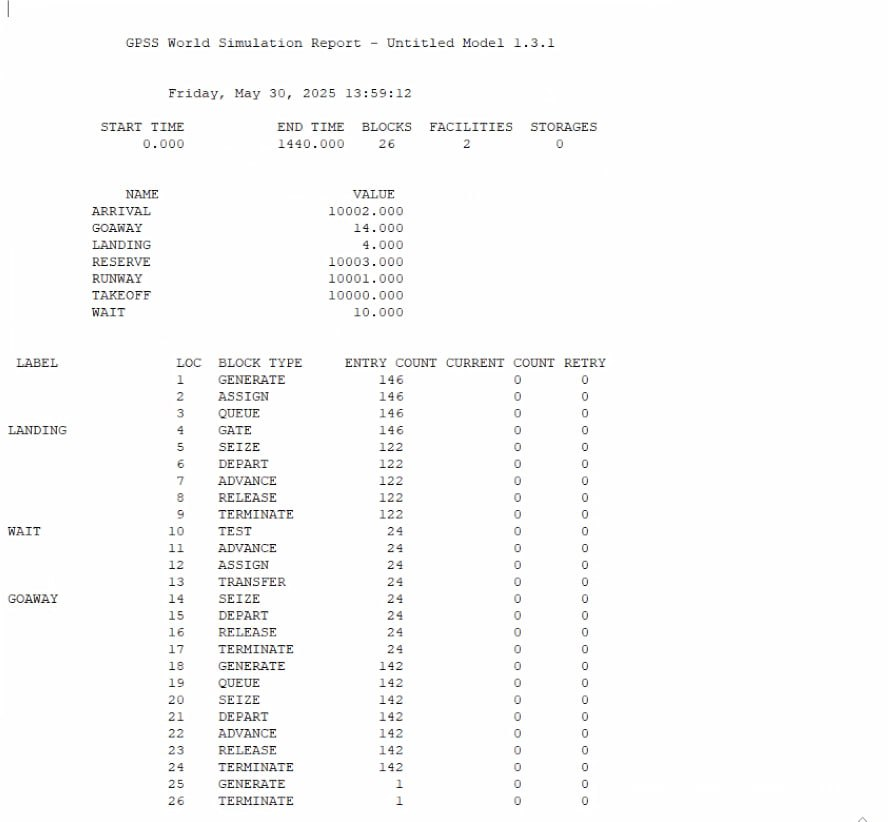 GPSS World Simulation Report - Untitled Model 1.3.1
Friday, May 30, 2025 13:59:12
START TIME END TIME BLOCKS FACILITIES STORAGES
0.000 1440.000 26 2 0
NAME VALUE
ARRIVAL 10002.000
GOAWAY 14.000
LANDING 4.000
RESERVE 10003.000
RUNWAY 10001.000
TAKEOFF 10000.000
WAIT 10.000
LABEL LOC BLOCK TYPE ENTRY COUNT CURRENT COUNT RETRY
1 GENERATE 146 0 0
2 ASSIGN 146 0 0
3 QUEUE 146 0 0
LANDING 4 GATE 146 0 0
5 SEIZE 122 0 0
6 DEPART 122 0 0
7 ADVANCE 122 0 0
8 RELEASE 122 0 0
9 TERMINATE 122 0 0
WAIT 10 TEST 24 0 0
11 ADVANCE 24 0 0
12 ASSIGN 24 0 0
13 TRANSFER 24 0 0
GOAWAY 14 SEIZE 24 0 0
15 DEPART 24 0 0
16 RELEASE 24 0 0
17 TERMINATE 24 0 0
18 GENERATE 142 0 0
19 QUEUE 142 0 0
20 SEIZE 142 0 0
21 DEPART 142 0 0
22 ADVANCE 142 0 0
23 RELEASE 142 0 0
24 TERMINATE 142 0 0
25 GENERATE 1 0 0
26 TERMINATE 1 0 0